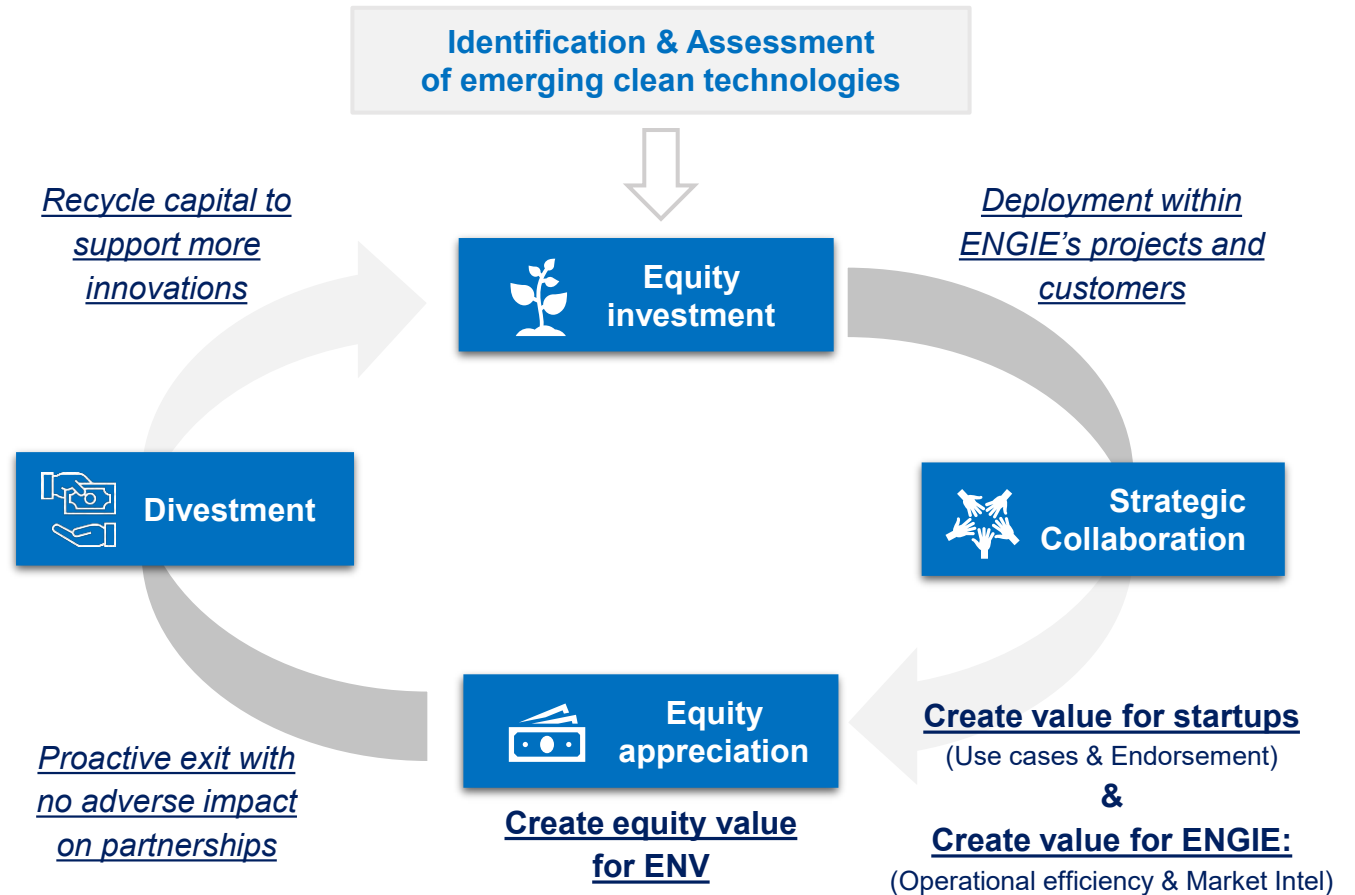 Identification & Assessment
of emerging clean technologies
Recycle capital to
support more
innovations
Deployment within
ENGIE’s projects and
customers
Equity
investment
Divestment
Strategic
Collaboration
Equity
appreciation
Create value for startups
(Use cases & Endorsement)
&
Create value for ENGIE:
(Operational efficiency & Market Intel)
Proactive exit with
no adverse impact
on partnerships
Create equity value
for ENV